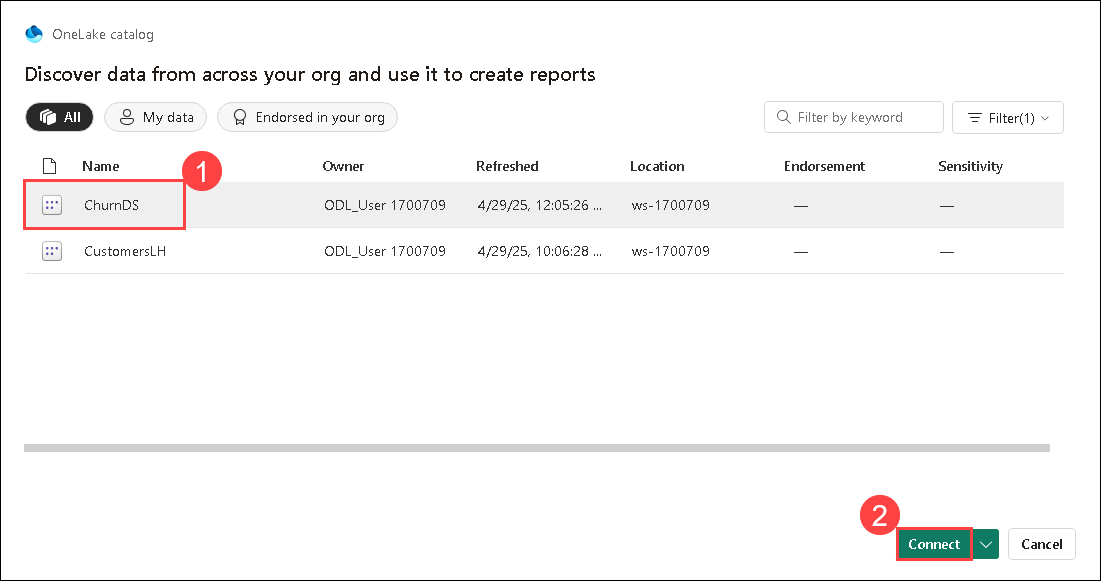 OneLake catalog
Discover data from across your org and use it to create reports
All My data Endorsed in your org Filter by keyword Filter(1)
Name Owner Refreshed Location Endorsement Sensitivity
1
ChurnDS ODL_User 1700709 4/29/25, 12:05:26 ... ws-1700709 — —
CustomersLH ODL_User 1700709 4/29/25, 10:06:28 ... ws-1700709 — —
2
Connect Cancel